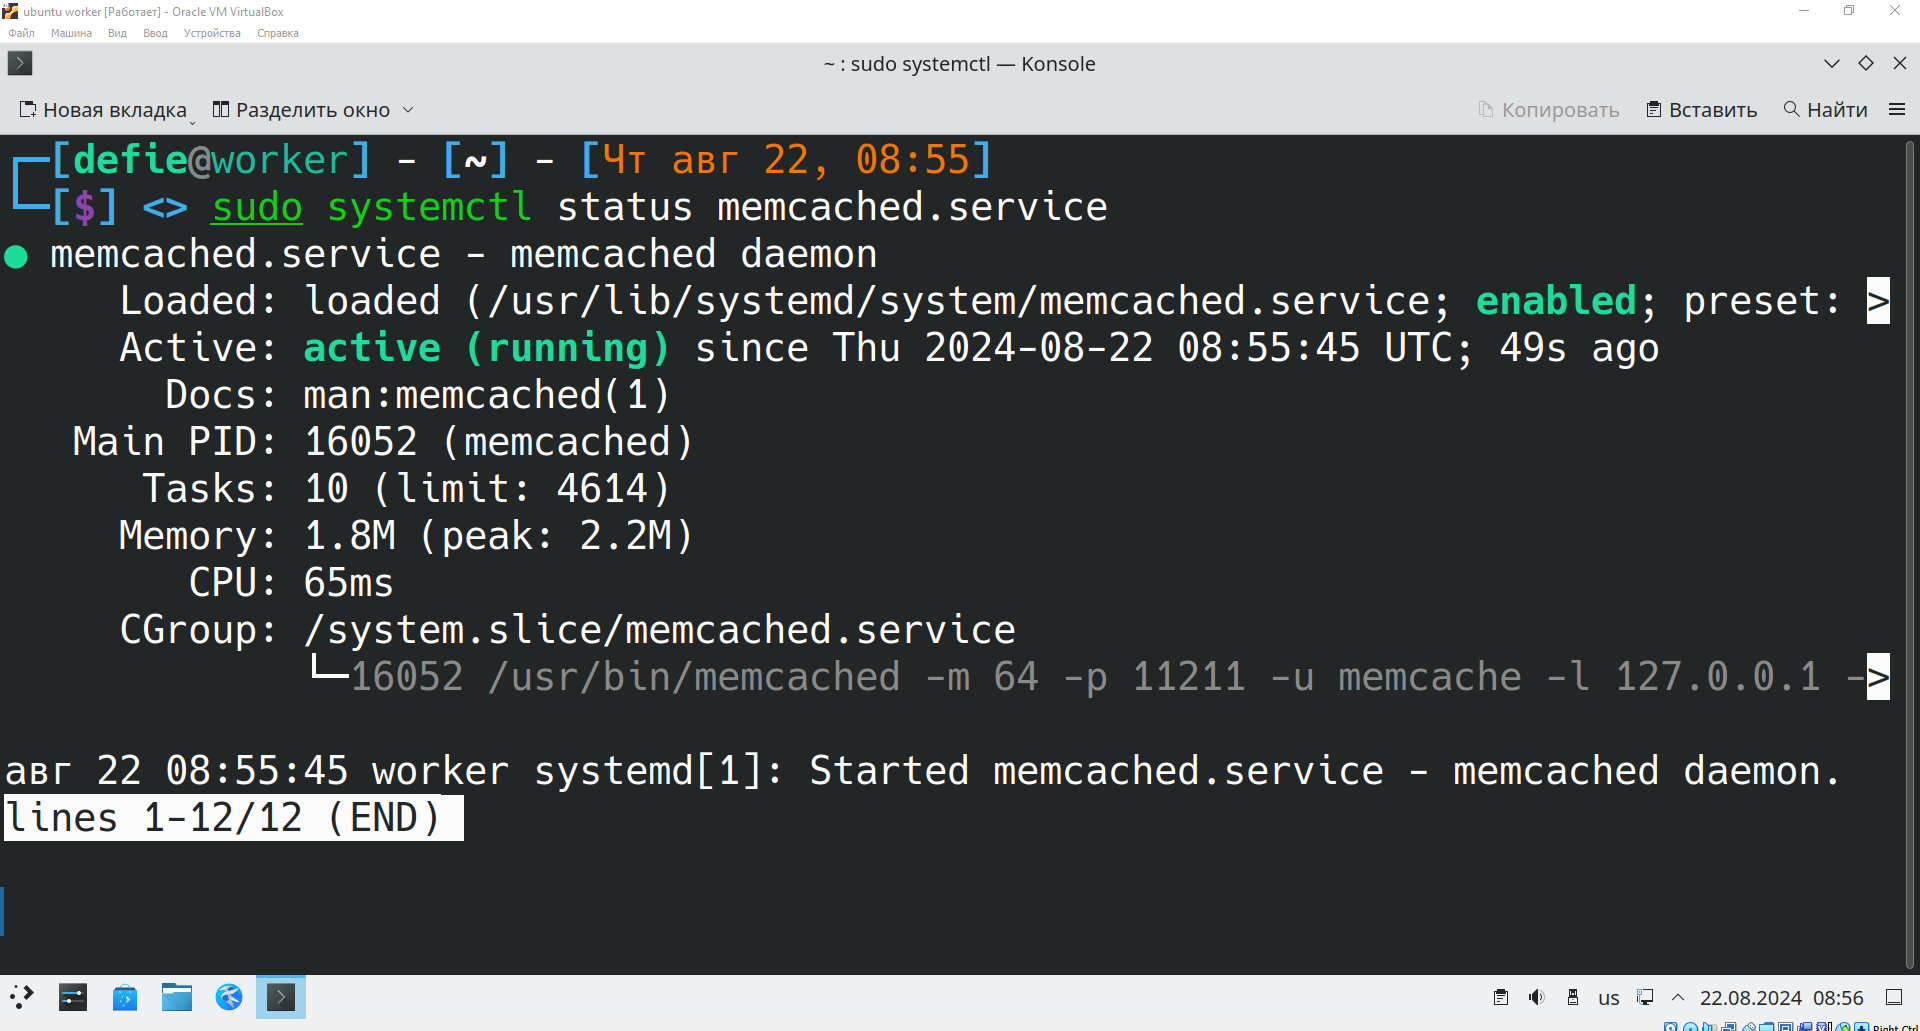 ubuntu worker [Работает] - Oracle VM VirtualBox
Файл Машина Вид Ввод Устройства Справка
~ : sudo systemctl — Konsole
Новая вкладка Разделить окно Копировать Вставить Найти
[defie@worker] - [~] - [Чт авг 22, 08:55]
[$] <> sudo systemctl status memcached.service
● memcached.service - memcached daemon
Loaded: loaded (/usr/lib/systemd/system/memcached.service; enabled; preset: >
Active: active (running) since Thu 2024-08-22 08:55:45 UTC; 49s ago
Docs: man:memcached(1)
Main PID: 16052 (memcached)
Tasks: 10 (limit: 4614)
Memory: 1.8M (peak: 2.2M)
CPU: 65ms
CGroup: /system.slice/memcached.service
└─16052 /usr/bin/memcached -m 64 -p 11211 -u memcache -l 127.0.0.1 ->
авг 22 08:55:45 worker systemd[1]: Started memcached.service - memcached daemon.
lines 1-12/12 (END)
us 22.08.2024 08:56
Right Ctrl